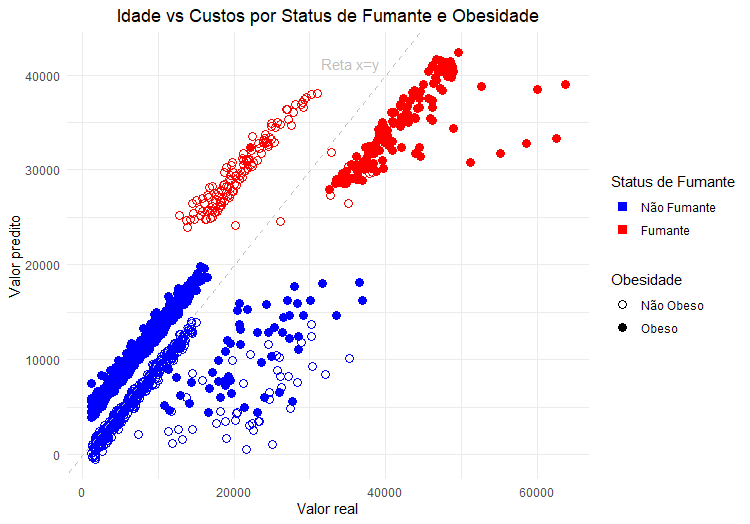 Idade vs Custos por Status de Fumante e Obesidade
Reta x=y
40000
30000
20000
10000
0
Valor predito
0
20000
40000
60000
Valor real
Status de Fumante
Não Fumante
Fumante
Obesidade
Não Obeso
Obeso